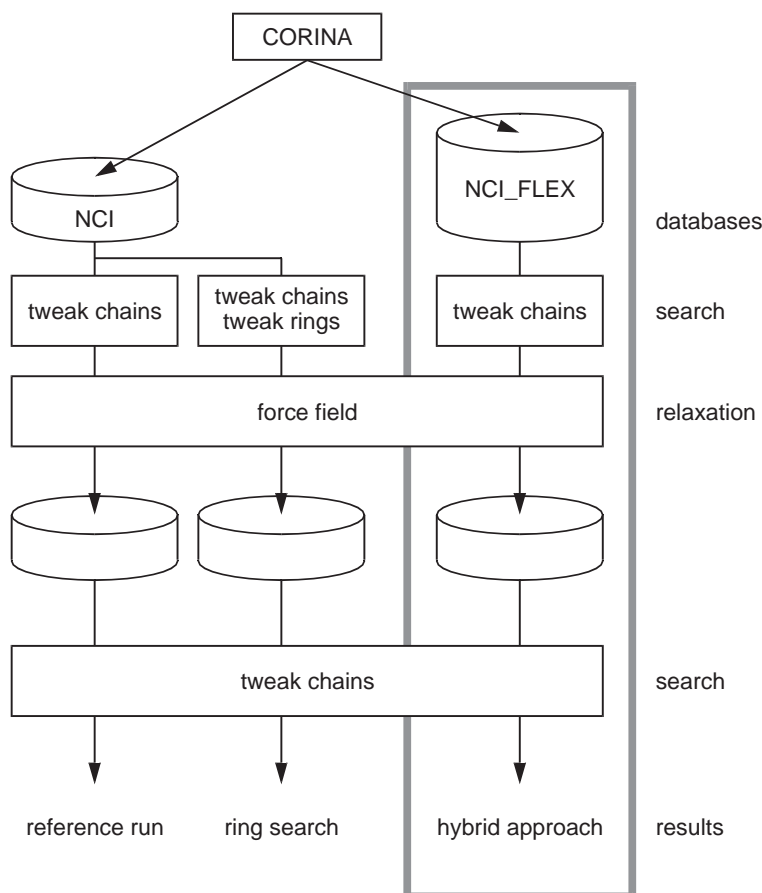 CORINA
NCI
NCI_FLEX
databases
tweak chains
tweak chains
tweak rings
tweak chains
search
force field
relaxation
tweak chains
search
reference run
ring search
hybrid approach
results